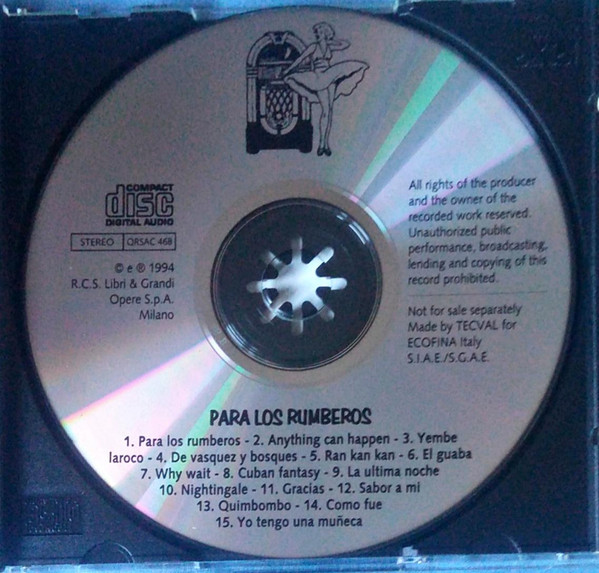 COMPACT
disc
DIGITAL AUDIO
STEREO QRSAC 468
© e ℗ 1994
R.C.S. Libri & Grandi
Opere S.p.A.
Milano
All rights of the producer
and the owner of the
recorded work reserved.
Unauthorized public
performance, broadcasting,
lending and copying of this
record prohibited.
Not for sale separately
Made by TECVAL for
ECOFINA Italy
S.I.A.E./S.G.A.E.
PARA LOS RUMBEROS
1. Para los rumberos - 2. Anything can happen - 3. Yembe
laroco - 4. De vasquez y bosques - 5. Ran kan kan - 6. El guaba
7. Why wait - 8. Cuban fantasy - 9. La ultima noche
10. Nightingale - 11. Gracias - 12. Sabor a mi
13. Quimbombo - 14. Como fue
15. Yo tengo una muñeca